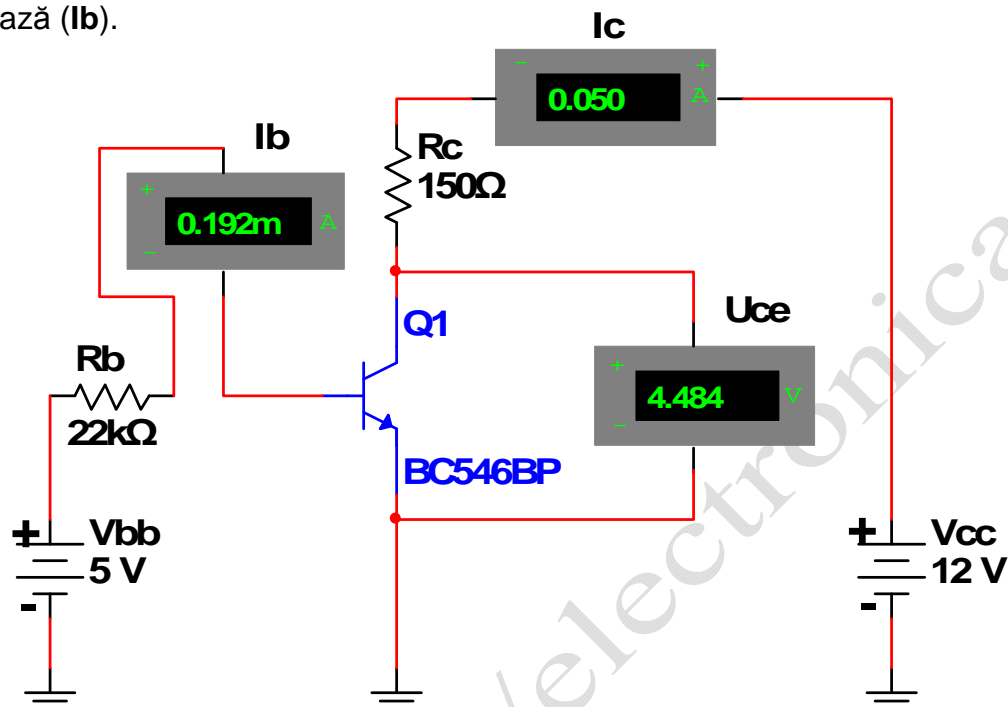 ază (Ib).
Ic
- +
0.050 A
Ib
Rc
150Ω
+
0.192m A
-
Q1
Uce
Rb
22kΩ
+
4.484 V
-
BC546BP
+ Vbb
5 V
-
+ Vcc
12 V
-
/electronica